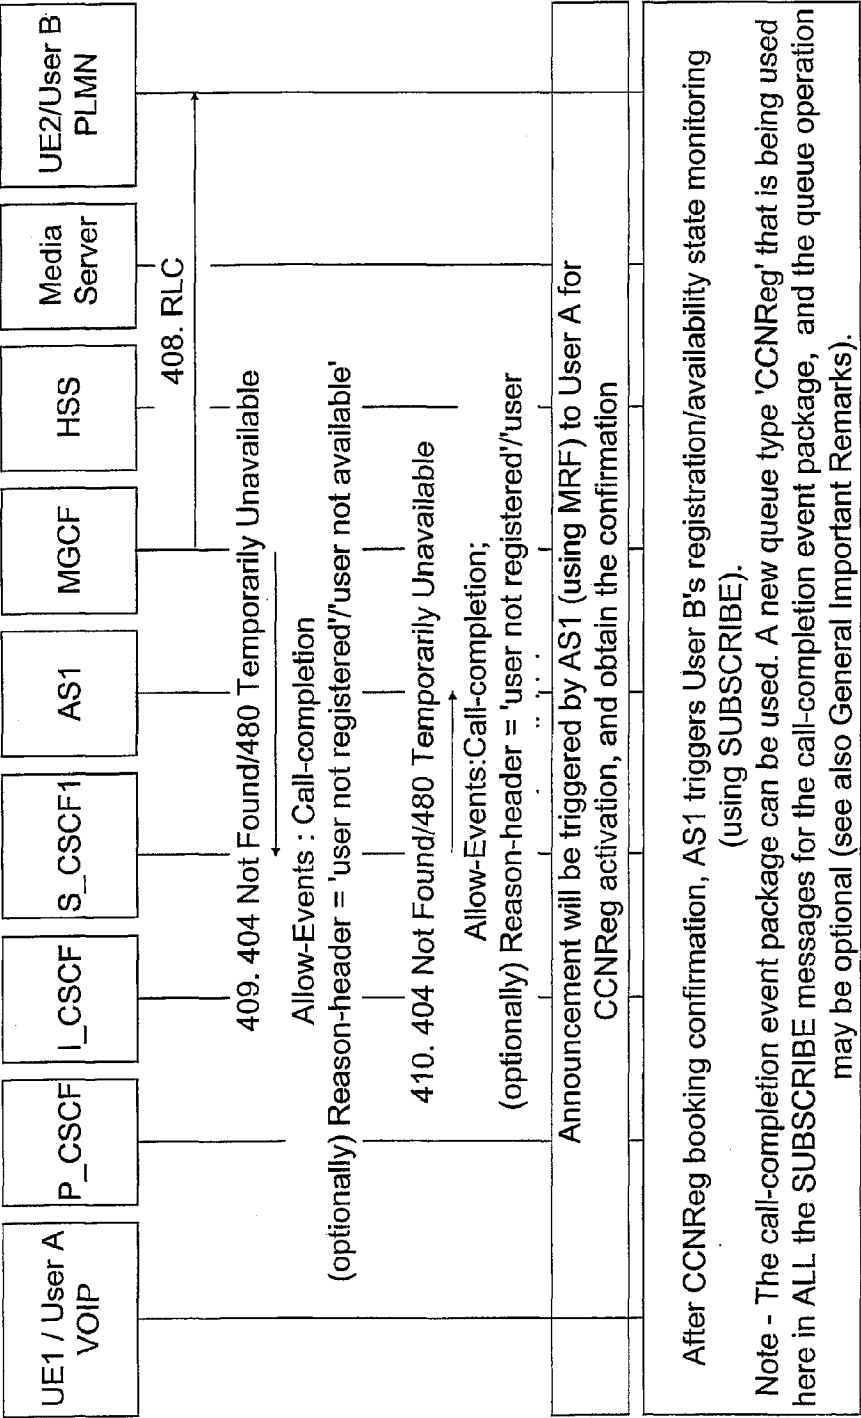 UE1 / User A
VOIP
P_CSCF
I_CSCF
S_CSCF1
AS1
MGCF
HSS
Media
Server
UE2/User B
PLMN
408. RLC
409. 404 Not Found/480 Temporarily Unavailable
Allow-Events : Call-completion
(optionally) Reason-header = 'user not registered'/'user not available'
410. 404 Not Found/480 Temporarily Unavailable
Allow-Events:Call-completion;
(optionally) Reason-header = 'user not registered'/'user
Announcement will be triggered by AS1 (using MRF) to User A for
CCNReg activation, and obtain the confirmation
After CCNReg booking confirmation, AS1 triggers User B's registration/availability state monitoring
(using SUBSCRIBE).
Note - The call-completion event package can be used. A new queue type 'CCNReg' that is being used
here in ALL the SUBSCRIBE messages for the call-completion event package, and the queue operation
may be optional (see also General Important Remarks).